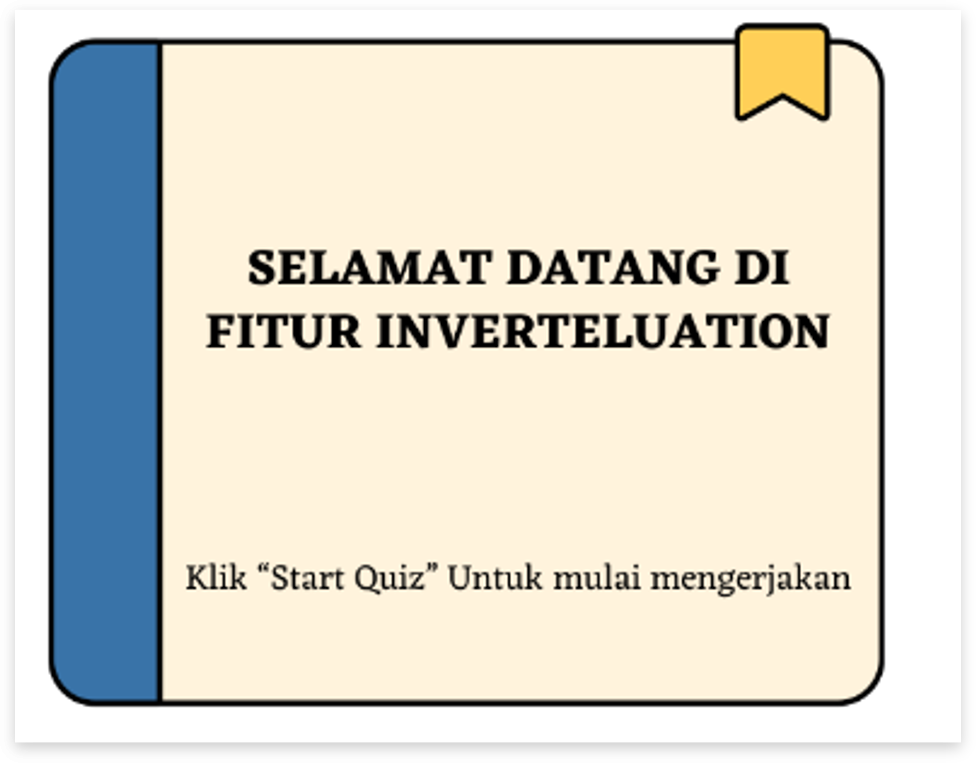 SELAMAT DATANG DI
FITUR INVERTELUATION
Klik “Start Quiz” Untuk mulai mengerjakan